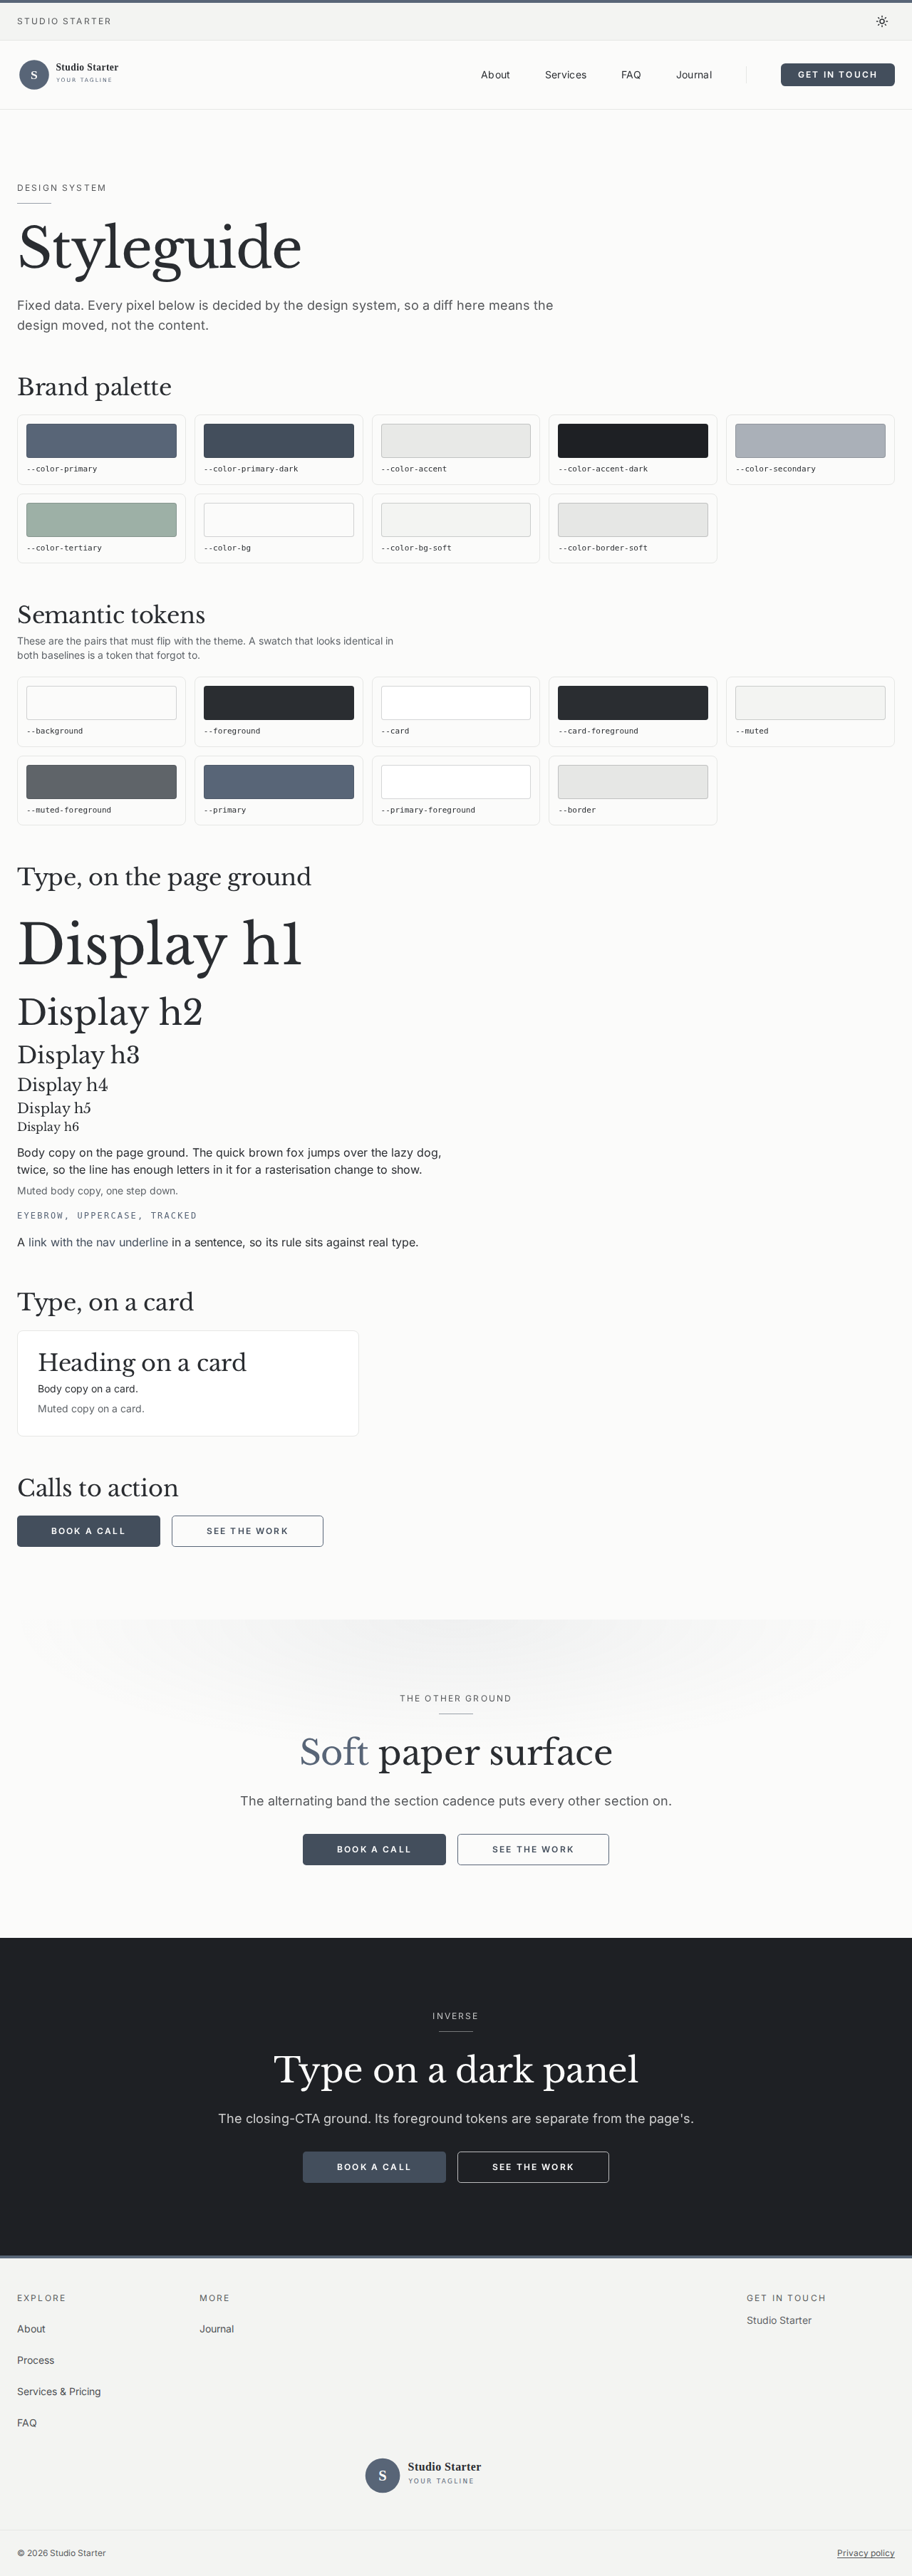 STUDIO STARTER
S
Studio Starter
YOUR TAGLINE
About
Services
FAQ
Journal
GET IN TOUCH
DESIGN SYSTEM
Styleguide
Fixed data. Every pixel below is decided by the design system, so a diff here means the
design moved, not the content.
Brand palette
--color-primary
--color-primary-dark
--color-accent
--color-accent-dark
--color-secondary
--color-tertiary
--color-bg
--color-bg-soft
--color-border-soft
Semantic tokens
These are the pairs that must flip with the theme. A swatch that looks identical in
both baselines is a token that forgot to.
--background
--foreground
--card
--card-foreground
--muted
--muted-foreground
--primary
--primary-foreground
--border
Type, on the page ground
Display h1
Display h2
Display h3
Display h4
Display h5
Display h6
Body copy on the page ground. The quick brown fox jumps over the lazy dog,
twice, so the line has enough letters in it for a rasterisation change to show.
Muted body copy, one step down.
EYEBROW, UPPERCASE, TRACKED
A link with the nav underline in a sentence, so its rule sits against real type.
Type, on a card
Heading on a card
Body copy on a card.
Muted copy on a card.
Calls to action
BOOK A CALL
SEE THE WORK
THE OTHER GROUND
Soft paper surface
The alternating band the section cadence puts every other section on.
BOOK A CALL
SEE THE WORK
INVERSE
Type on a dark panel
The closing-CTA ground. Its foreground tokens are separate from the page's.
BOOK A CALL
SEE THE WORK
EXPLORE
About
Process
Services & Pricing
FAQ
MORE
Journal
GET IN TOUCH
Studio Starter
S
Studio Starter
YOUR TAGLINE
© 2026 Studio Starter
Privacy policy